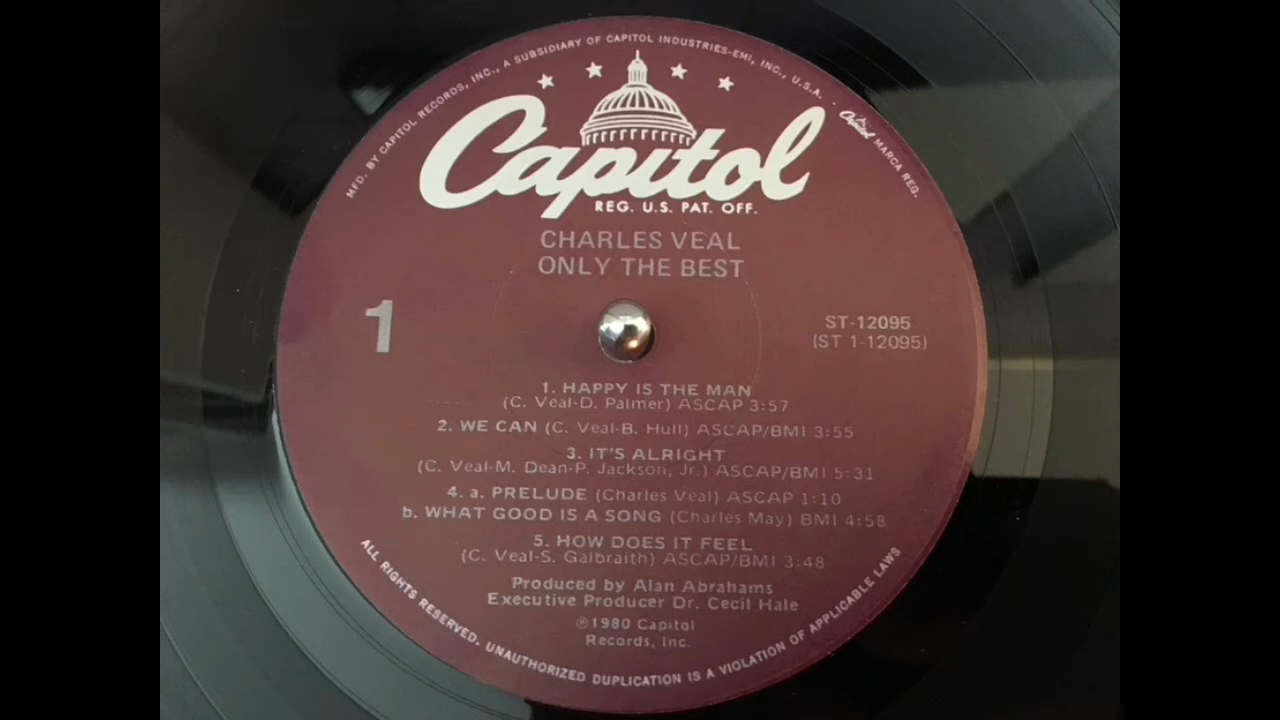 MFD. BY CAPITOL RECORDS, INC., A SUBSIDIARY OF CAPITOL INDUSTRIES-EMI, INC., U.S.A. . Capitol MARCA REG.
Capitol
REG. U.S. PAT. OFF.
CHARLES VEAL
ONLY THE BEST
1
ST-12095
(ST 1-12095)
1. HAPPY IS THE MAN
(C. Veal-D. Palmer) ASCAP 3:57
2. WE CAN (C. Veal-B. Hull) ASCAP/BMI 3:55
3. IT'S ALRIGHT
(C. Veal-M. Dean-P. Jackson, Jr.) ASCAP/BMI 5:31
4. a. PRELUDE (Charles Veal) ASCAP 1:10
b. WHAT GOOD IS A SONG (Charles May) BMI 4:58
5. HOW DOES IT FEEL
(C. Veal-S. Galbraith) ASCAP/BMI 3:48
Produced by Alan Abrahams
Executive Producer Dr. Cecil Hale
℗1980 Capitol
Records, Inc.
ALL RIGHTS RESERVED. UNAUTHORIZED DUPLICATION IS A VIOLATION OF APPLICABLE LAWS